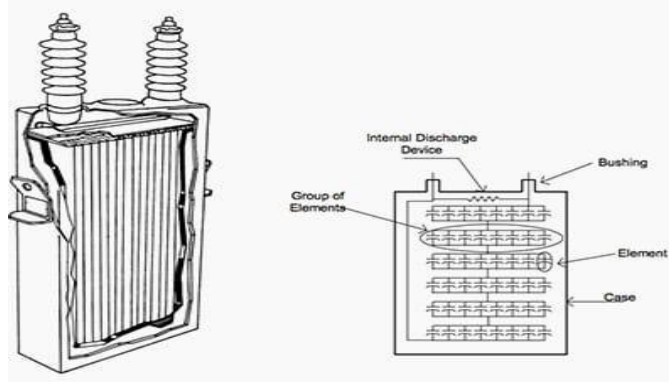 Internal Discharge
Device
Bushing
Group of
Elements
Element
Case